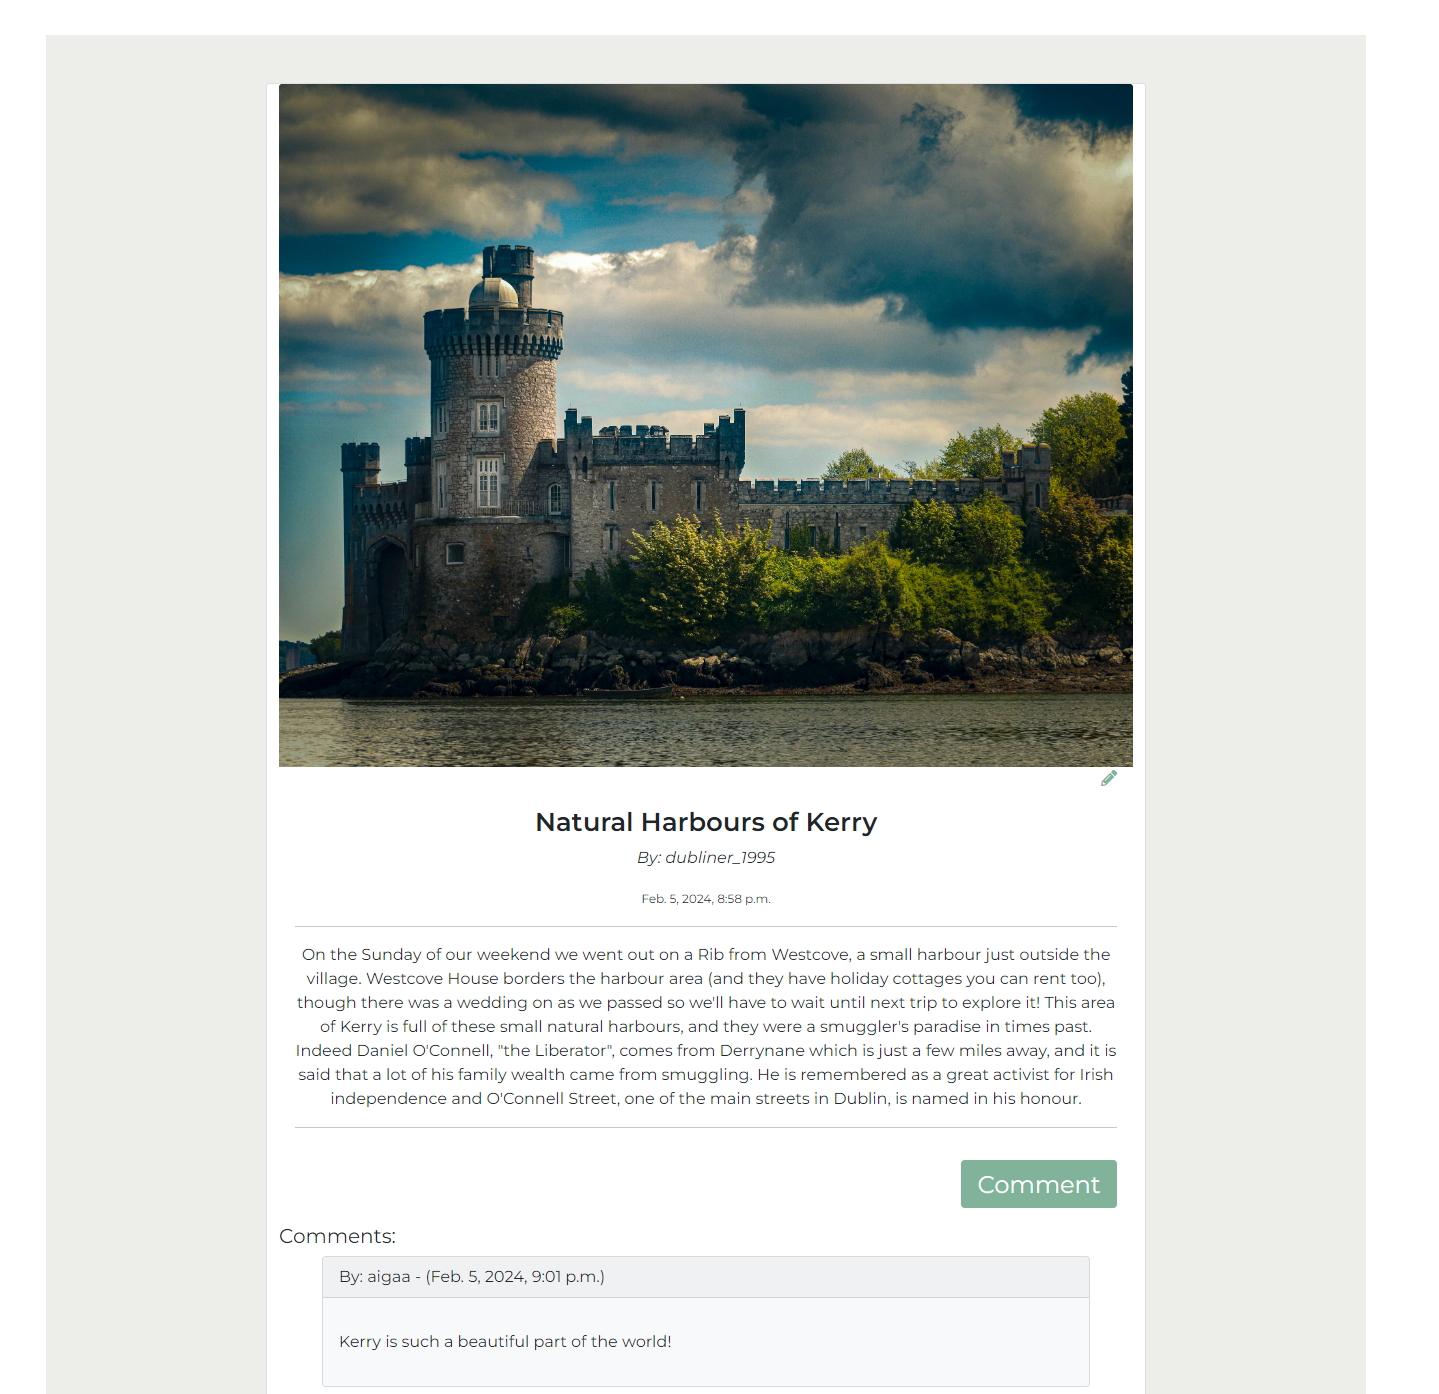 Natural Harbours of Kerry
By: dubliner_1995
Feb. 5, 2024, 8:58 p.m.
On the Sunday of our weekend we went out on a Rib from Westcove, a small harbour just outside the
village. Westcove House borders the harbour area (and they have holiday cottages you can rent too),
though there was a wedding on as we passed so we'll have to wait until next trip to explore it! This area
of Kerry is full of these small natural harbours, and they were a smuggler's paradise in times past.
Indeed Daniel O'Connell, "the Liberator", comes from Derrynane which is just a few miles away, and it is
said that a lot of his family wealth came from smuggling. He is remembered as a great activist for Irish
independence and O'Connell Street, one of the main streets in Dublin, is named in his honour.
Comment
Comments:
By: aigaa - (Feb. 5, 2024, 9:01 p.m.)
Kerry is such a beautiful part of the world!